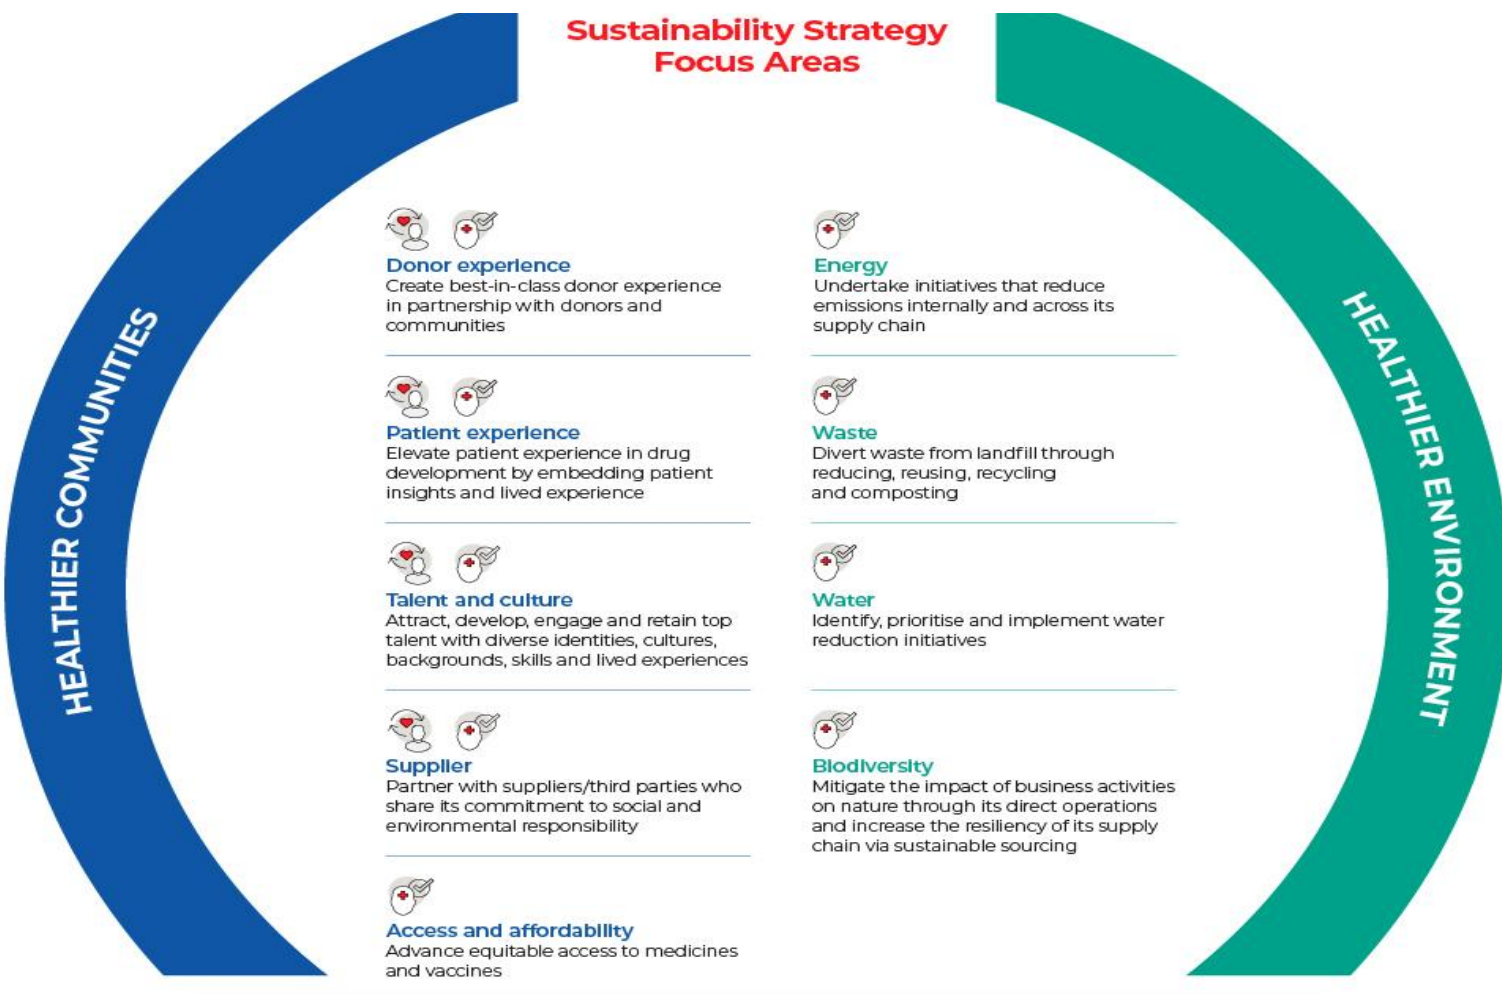 Sustainability Strategy
Focus Areas
HEALTHIER COMMUNITIES
Donor experience
Create best-in-class donor experience
in partnership with donors and
communities
Patient experience
Elevate patient experience in drug
development by embedding patient
insights and lived experience
Talent and culture
Attract, develop, engage and retain top
talent with diverse identities, cultures,
backgrounds, skills and lived experiences
Supplier
Partner with suppliers/third parties who
share its commitment to social and
environmental responsibility
Access and affordability
Advance equitable access to medicines
and vaccines
Energy
Undertake initiatives that reduce
emissions internally and across its
supply chain
Waste
Divert waste from landfill through
reducing, reusing, recycling
and composting
Water
Identify, prioritise and implement water
reduction initiatives
Biodiversity
Mitigate the impact of business activities
on nature through its direct operations
and increase the resiliency of its supply
chain via sustainable sourcing
HEALTHIER ENVIRONMENT